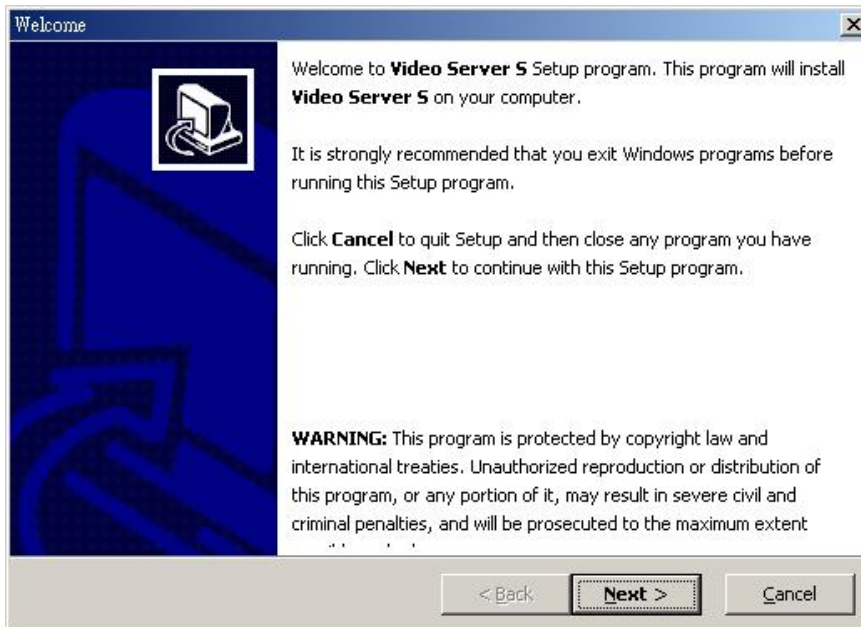 Welcome
Welcome to Video Server S Setup program. This program will install
Video Server S on your computer.
It is strongly recommended that you exit Windows programs before
running this Setup program.
Click Cancel to quit Setup and then close any program you have
running. Click Next to continue with this Setup program.
WARNING: This program is protected by copyright law and
international treaties. Unauthorized reproduction or distribution of
this program, or any portion of it, may result in severe civil and
criminal penalties, and will be prosecuted to the maximum extent
< Back
Next >
Cancel